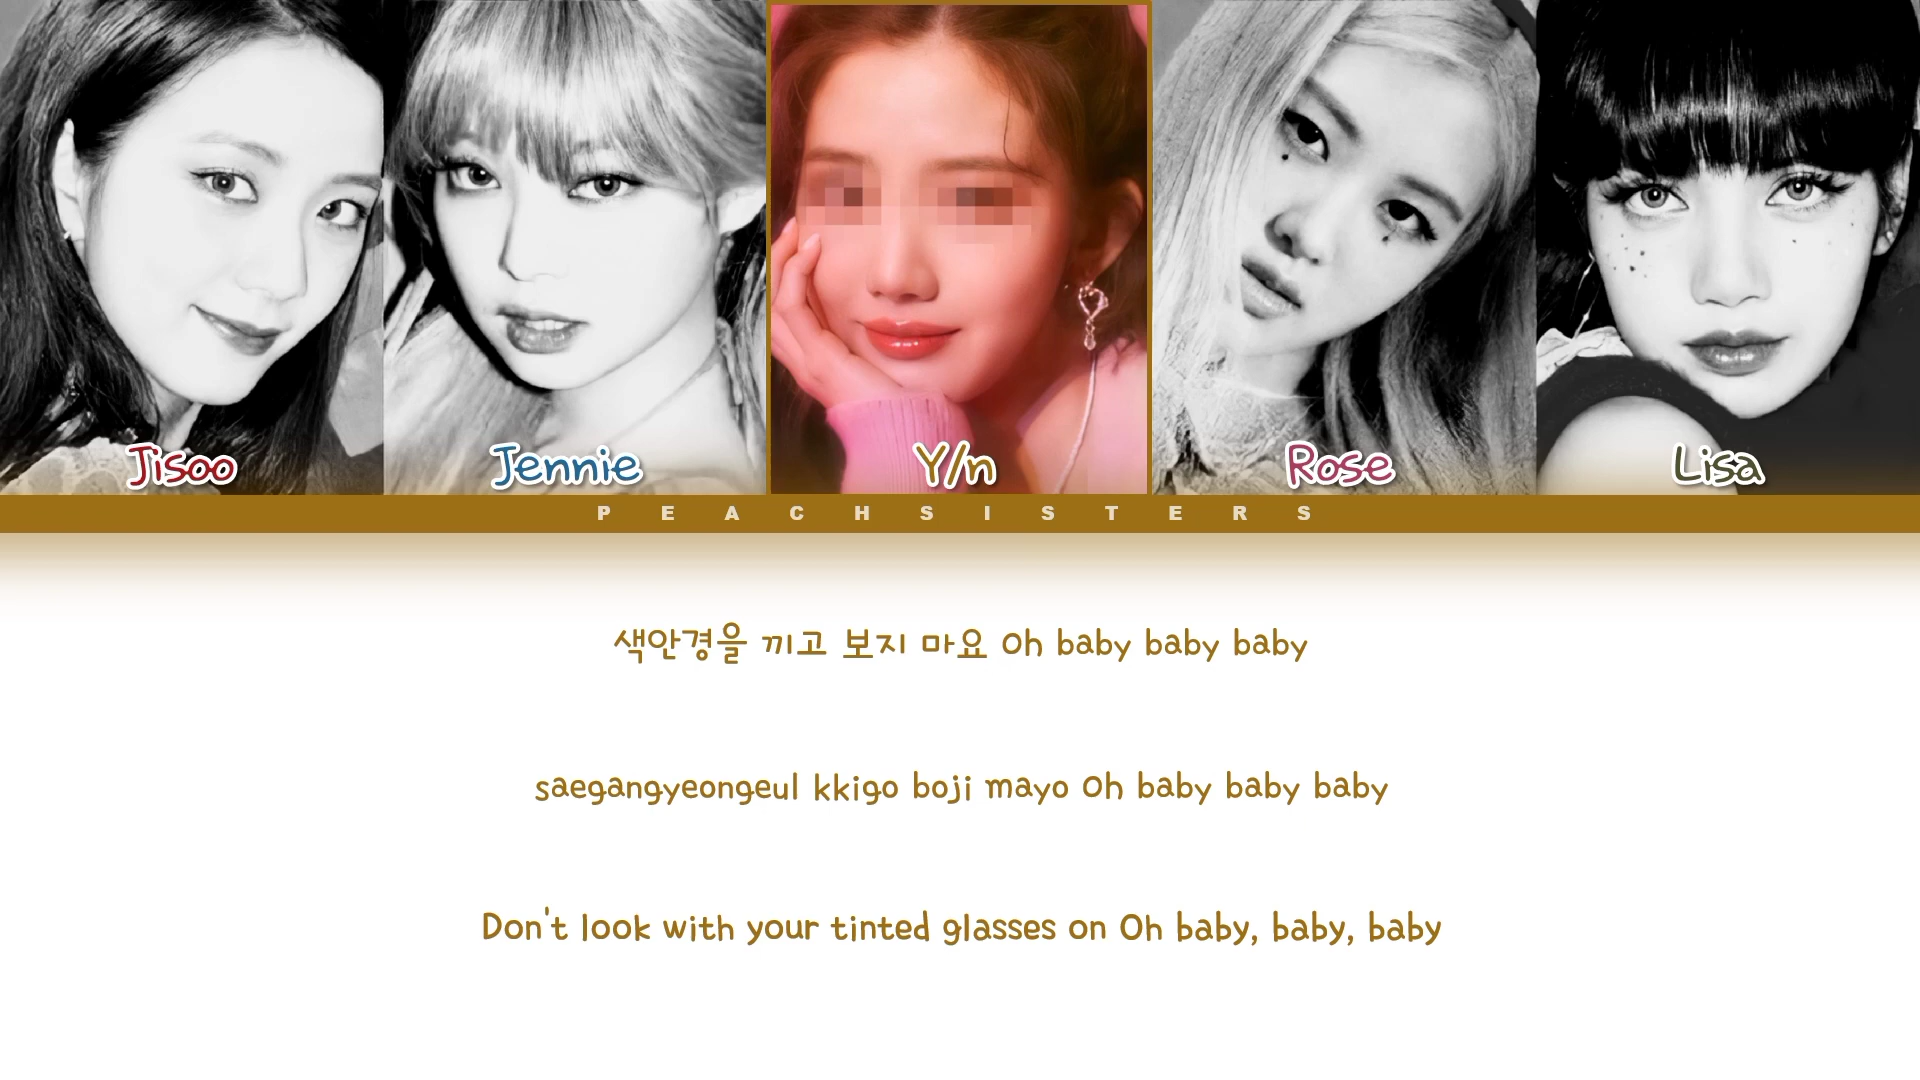 Jisoo
Jennie
Y/n
Rose
Lisa
PEACHSISTERS
색안경을 끼고 보지 마요 Oh baby baby baby
saegangyeongeul kkigo boji mayo Oh baby baby baby
Don't look with your tinted glasses on Oh baby, baby, baby